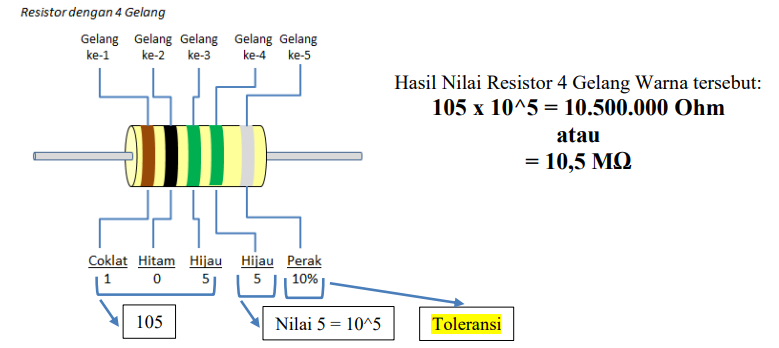 Resistor dengan 4 Gelang
Gelang Gelang Gelang Gelang Gelang
ke-1 ke-2 ke-3 ke-4 ke-5
Hasil Nilai Resistor 4 Gelang Warna tersebut:
105 x 10^5 = 10.500.000 Ohm
atau
= 10,5 MΩ
Coklat Hitam Hijau Hijau Perak
1 0 5 5 10%
105
Nilai 5 = 10^5
Toleransi